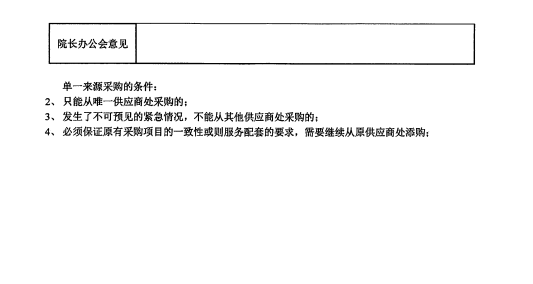 院长办公会意见
单一来源采购的条件：
2、 只能从唯一供应商处采购的；
3、 发生了不可预见的紧急情况，不能从其他供应商处采购的；
4、 必须保证原有采购项目的一致性或则服务配套的要求，需要继续从原供应商处添购；